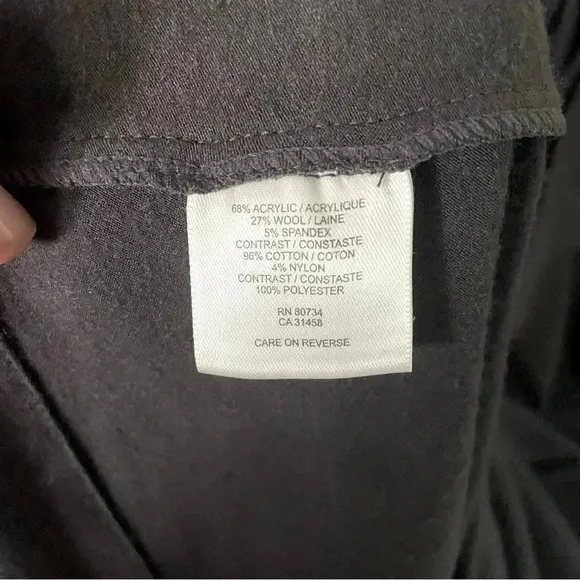 68% ACRYLIC / ACRYLIQUE
27% WOOL / LAINE
5% SPANDEX
CONTRAST / CONSTASTE
96% COTTON / COTON
4% NYLON
CONTRAST / CONSTASTE
100% POLYESTER
RN 80734
CA 31458
CARE ON REVERSE